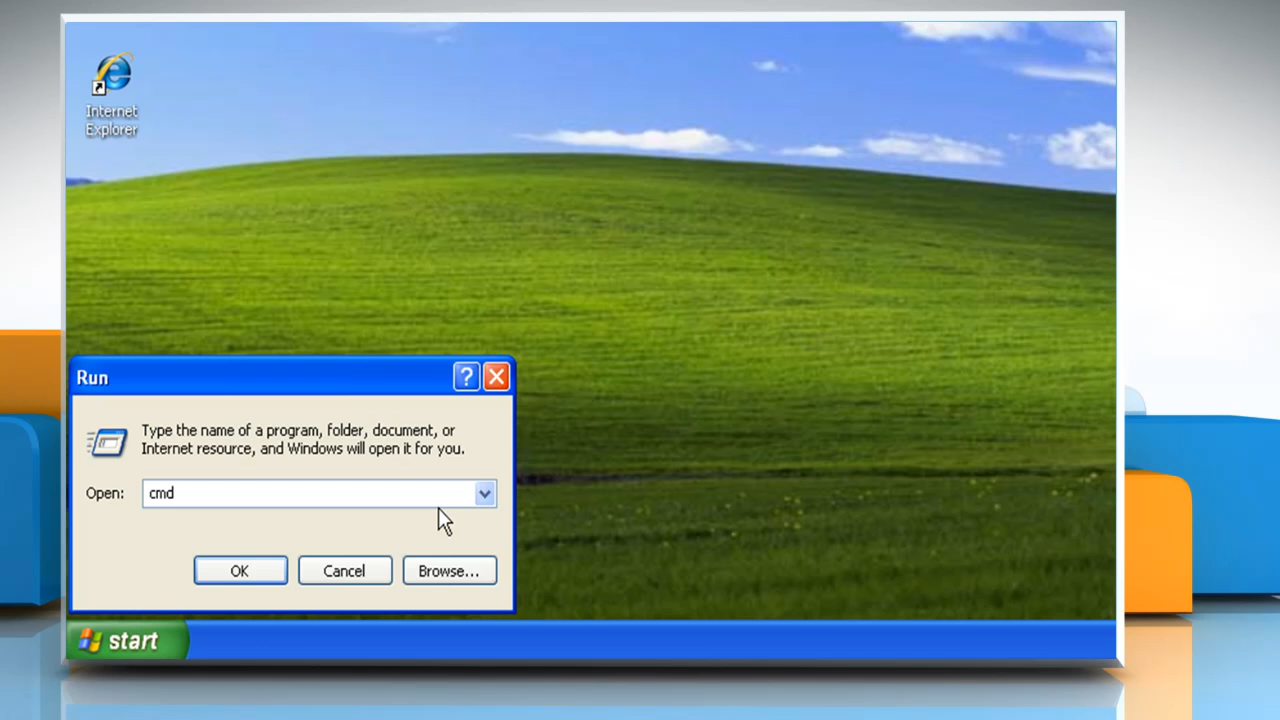 Internet
Explorer
Run
?
Type the name of a program, folder, document, or
Internet resource, and Windows will open it for you.
Open: cmd
OK Cancel Browse...
start